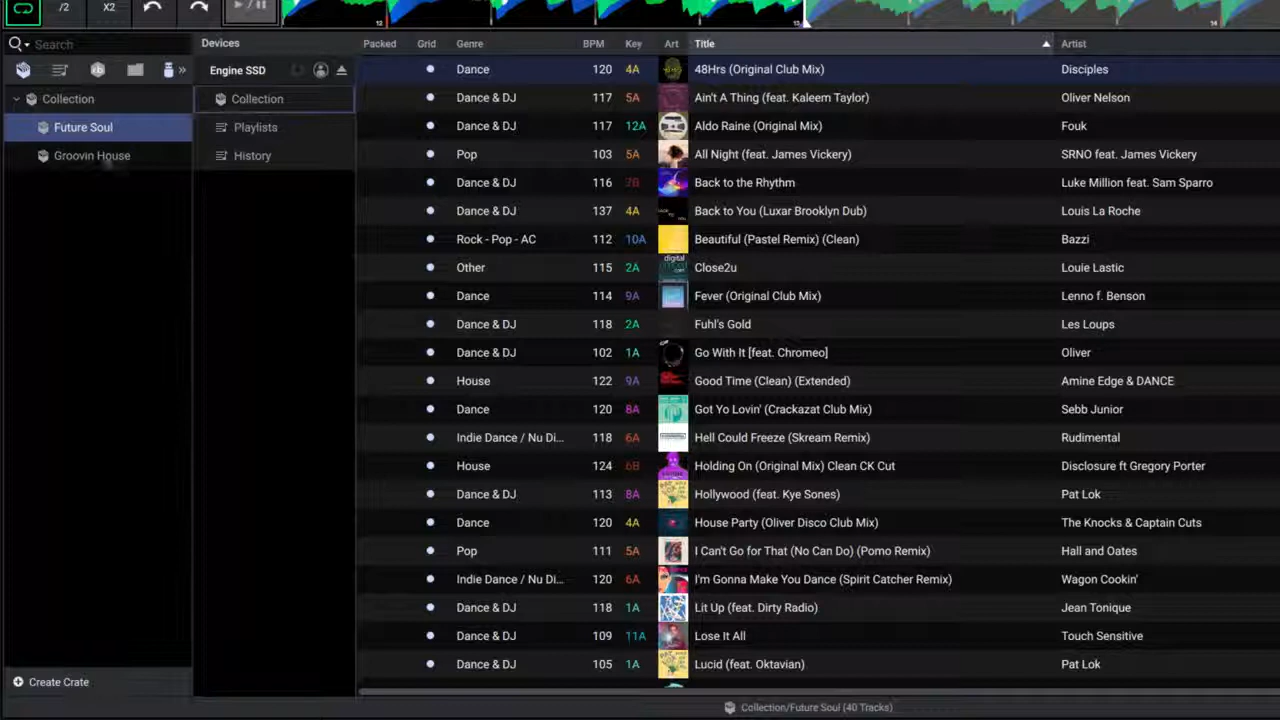 /2 X2
12 13 14
Search
Devices
Packed Grid Genre BPM Key Art Title Artist
Engine SSD
Collection
Future Soul
Groovin House
Collection
Playlists
History
Dance 120 4A 48Hrs (Original Club Mix) Disciples
Dance & DJ 117 5A Ain't A Thing (feat. Kaleem Taylor) Oliver Nelson
Dance & DJ 117 12A Aldo Raine (Original Mix) Fouk
Pop 103 5A All Night (feat. James Vickery) SRNO feat. James Vickery
Dance & DJ 116 7B Back to the Rhythm Luke Million feat. Sam Sparro
Dance & DJ 137 4A Back to You (Luxar Brooklyn Dub) Louis La Roche
Rock - Pop - AC 112 10A Beautiful (Pastel Remix) (Clean) Bazzi
Other 115 2A Close2u Louie Lastic
Dance 114 9A Fever (Original Club Mix) Lenno f. Benson
Dance & DJ 118 2A Fuhl's Gold Les Loups
Dance & DJ 102 1A Go With It [feat. Chromeo] Oliver
House 122 9A Good Time (Clean) (Extended) Amine Edge & DANCE
Dance 120 8A Got Yo Lovin' (Crackazat Club Mix) Sebb Junior
Indie Dance / Nu Di... 118 6A Hell Could Freeze (Skream Remix) Rudimental
House 124 6B Holding On (Original Mix) Clean CK Cut Disclosure ft Gregory Porter
Dance & DJ 113 8A Hollywood (feat. Kye Sones) Pat Lok
Dance 120 4A House Party (Oliver Disco Club Mix) The Knocks & Captain Cuts
Pop 111 5A I Can't Go for That (No Can Do) (Pomo Remix) Hall and Oates
Indie Dance / Nu Di... 120 6A I'm Gonna Make You Dance (Spirit Catcher Remix) Wagon Cookin'
Dance & DJ 118 1A Lit Up (feat. Dirty Radio) Jean Tonique
Dance & DJ 109 11A Lose It All Touch Sensitive
Dance & DJ 105 1A Lucid (feat. Oktavian) Pat Lok
Create Crate
Collection/Future Soul (40 Tracks)